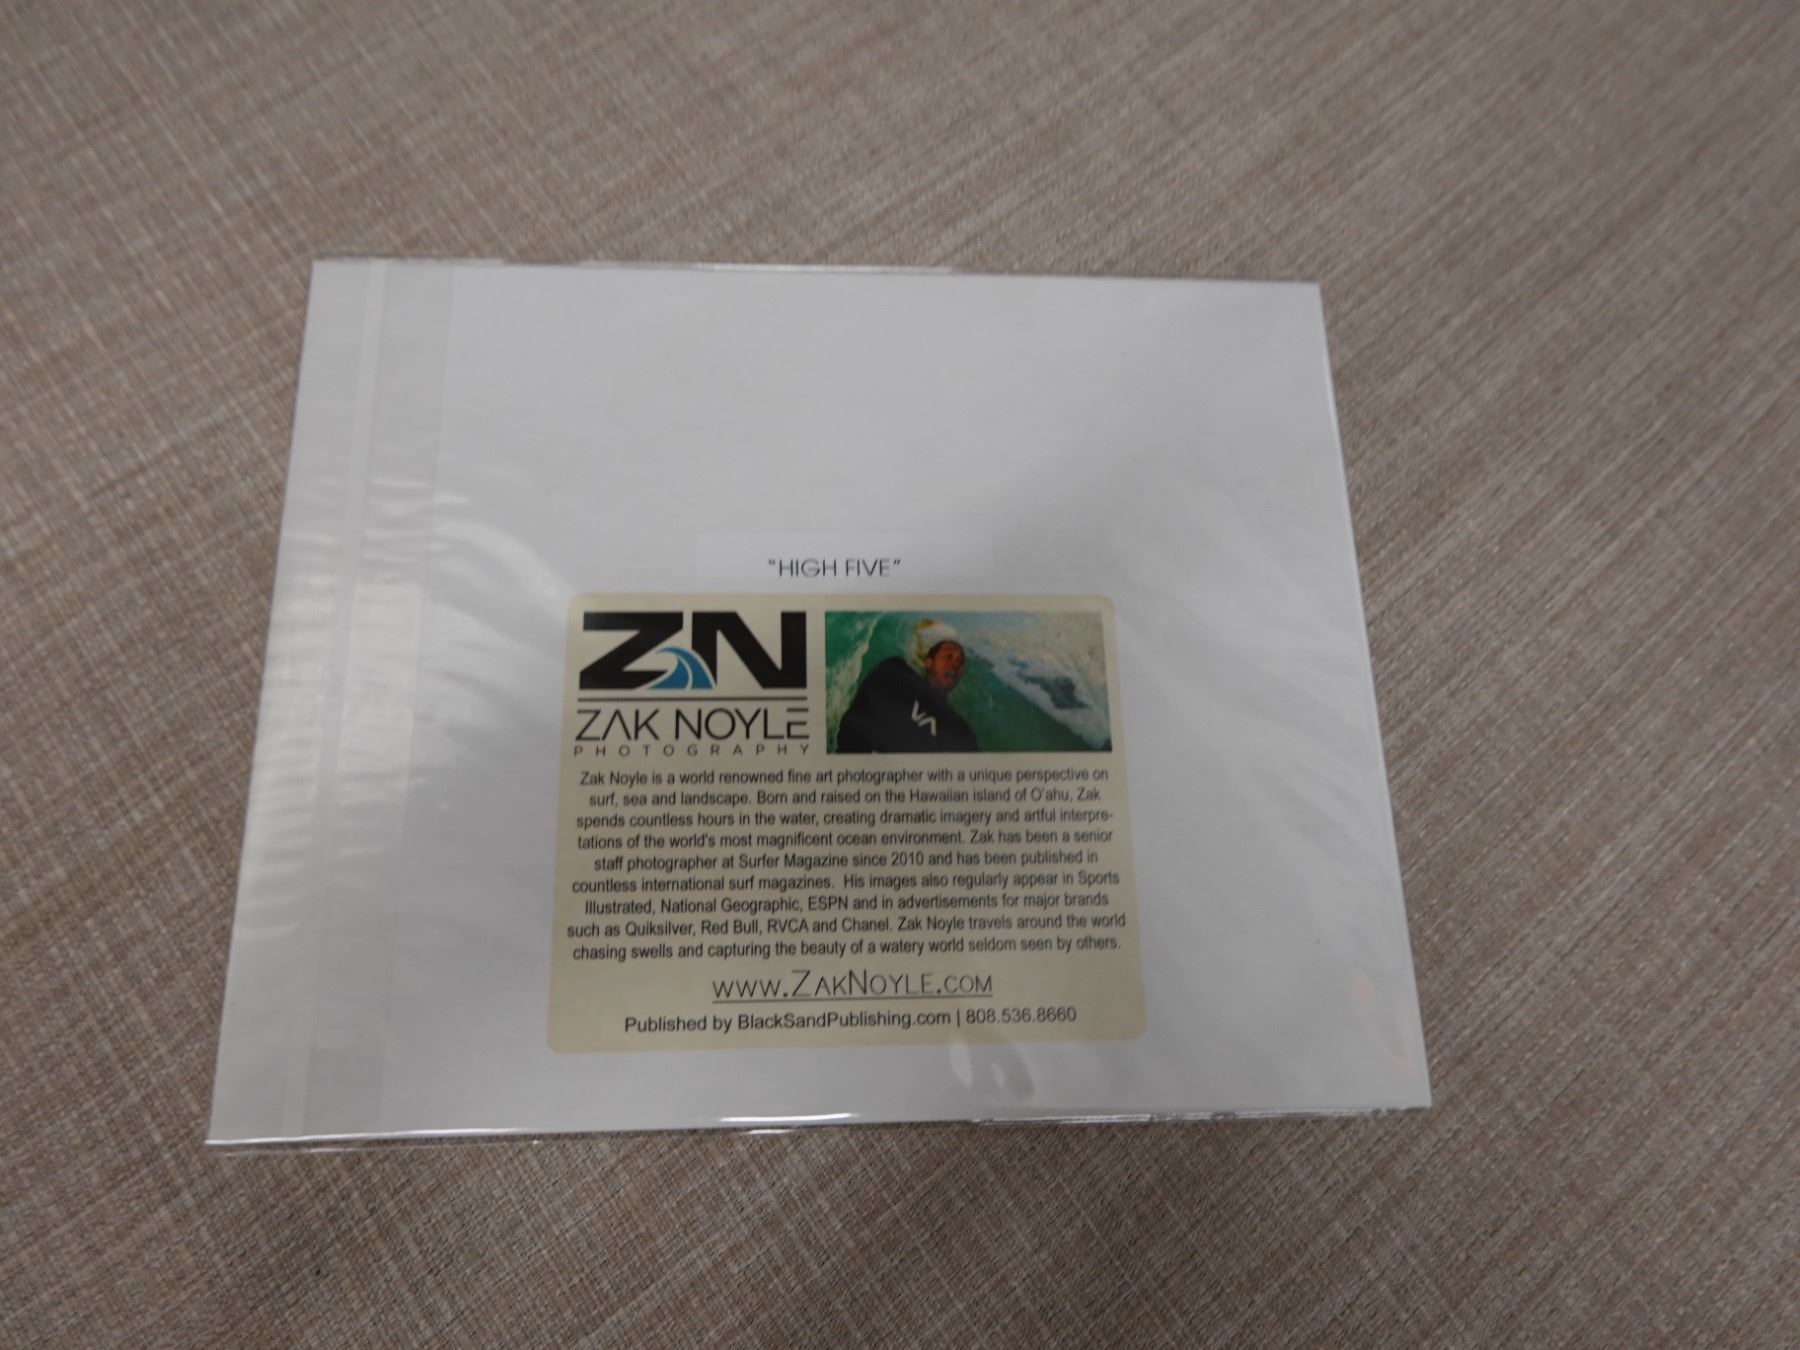 "HIGH FIVE"
ZN
ZAK NOYLE
PHOTOGRAPHY
Zak Noyle is a world renowned fine art photographer with a unique perspective on
surf, sea and landscape. Born and raised on the Hawaiian island of O'ahu, Zak
spends countless hours in the water, creating dramatic imagery and artful interpre-
tations of the world's most magnificent ocean environment. Zak has been a senior
staff photographer at Surfer Magazine since 2010 and has been published in
countless international surf magazines. His images also regularly appear in Sports
Illustrated, National Geographic, ESPN and in advertisements for major brands
such as Quiksilver, Red Bull, RVCA and Chanel. Zak Noyle travels around the world
chasing swells and capturing the beauty of a watery world seldom seen by others.
www.ZakNoyle.com
Published by BlackSandPublishing.com | 808.536.8660